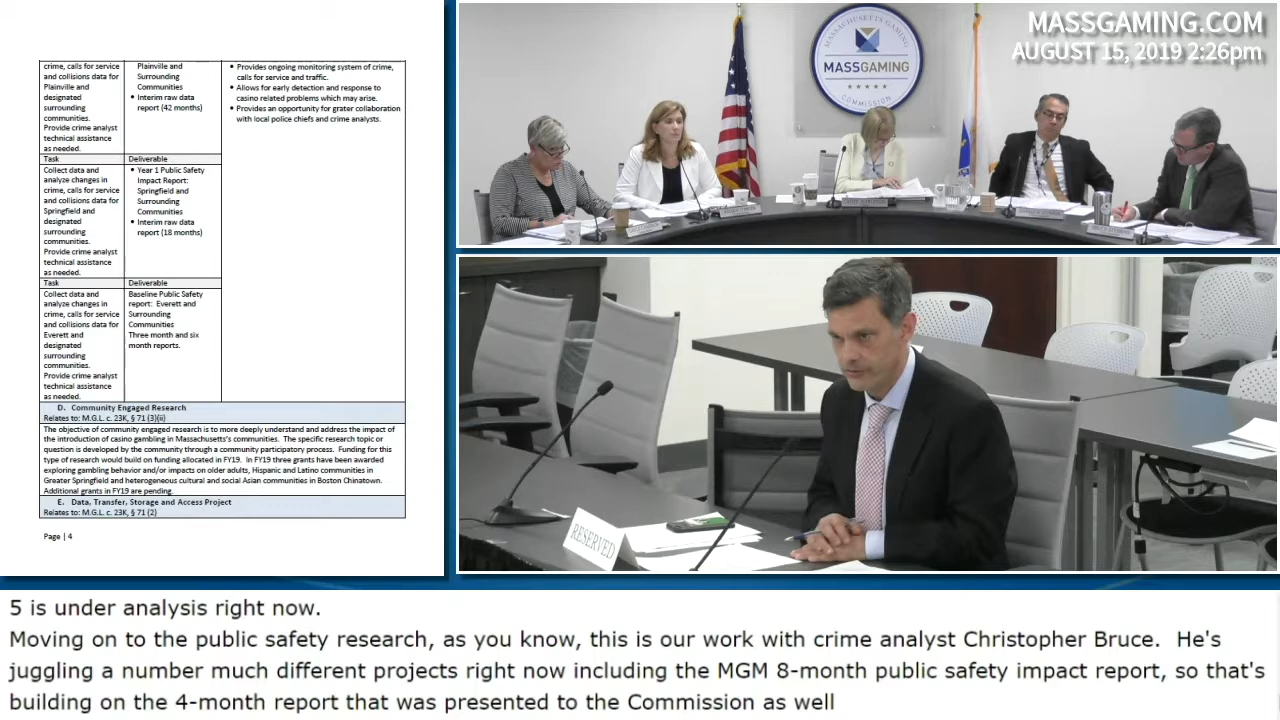 crime, calls for service
and collisions data for
Plainville and
designated
surrounding
communities.
Provide crime analyst
technical assistance
as needed.
Plainville and
Surrounding
Communities
• Interim raw data
report (42 months)
• Provides ongoing monitoring system of crime,
calls for service and traffic.
• Allows for early detection and response to
casino related problems which may arise.
• Provides an opportunity for grater collaboration
with local police chiefs and crime analysts.
Task
Deliverable
Collect data and
analyze changes in
crime, calls for service
and collisions data for
Springfield and
designated
surrounding
communities.
Provide crime analyst
technical assistance
as needed.
• Year 1 Public Safety
Impact Report:
Springfield and
Surrounding
Communities
• Interim raw data
report (18 months)
Task
Deliverable
Collect data and
analyze changes in
crime, calls for service
and collisions data for
Everett and
designated
surrounding
communities.
Provide crime analyst
technical assistance
as needed.
Baseline Public Safety
report: Everett and
Surrounding
Communities
Three month and six
month reports.
D. Community Engaged Research
Relates to: M.G.L. c. 23K, § 71 (3)(ii)
The objective of community engaged research is to more deeply understand and address the impact of
the introduction of casino gambling in Massachusetts's communities. The specific research topic or
question is developed by the community through a community participatory process. Funding for this
type of research would build on funding allocated in FY19. In FY19 three grants have been awarded
exploring gambling behavior and/or impacts on older adults, Hispanic and Latino communities in
Greater Springfield and heterogeneous cultural and social Asian communities in Boston Chinatown.
Additional grants in FY19 are pending.
E. Data, Transfer, Storage and Access Project
Relates to: M.G.L. c. 23K, § 71 (2)
Page | 4
MASSGAMING.COM
AUGUST 15, 2019 2:26pm
MASSACHUSETTS GAMING
MASSGAMING
COMMISSION
RESERVED
5 is under analysis right now.
Moving on to the public safety research, as you know, this is our work with crime analyst Christopher Bruce. He's
juggling a number much different projects right now including the MGM 8-month public safety impact report, so that's
building on the 4-month report that was presented to the Commission as well